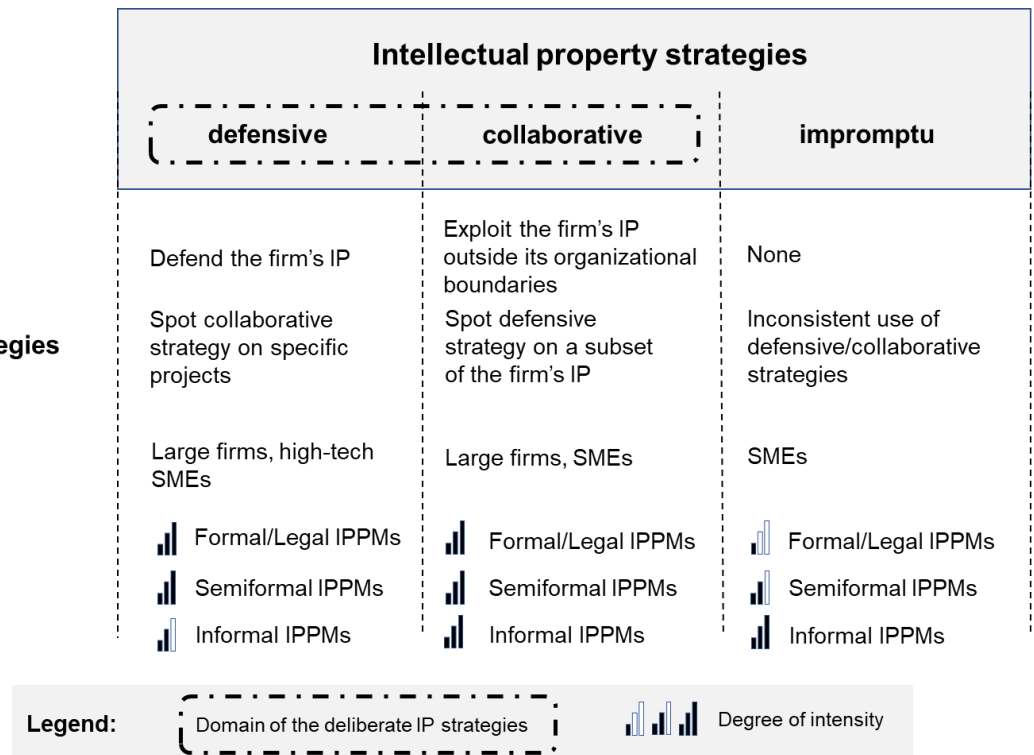 Intellectual property strategies
defensive
collaborative
impromptu
Defend the firm's IP
Exploit the firm's IP
outside its organizational
boundaries
None
egies
Spot collaborative
strategy on specific
projects
Spot defensive
strategy on a subset
of the firm's IP
Inconsistent use of
defensive/collaborative
strategies
Large firms, high-tech
SMEs
Large firms, SMEs
SMEs
Formal/Legal IPPMs
Formal/Legal IPPMs
Formal/Legal IPPMs
Semiformal IPPMs
Semiformal IPPMs
Semiformal IPPMs
Informal IPPMs
Informal IPPMs
Informal IPPMs
Legend:
Domain of the deliberate IP strategies
Degree of intensity